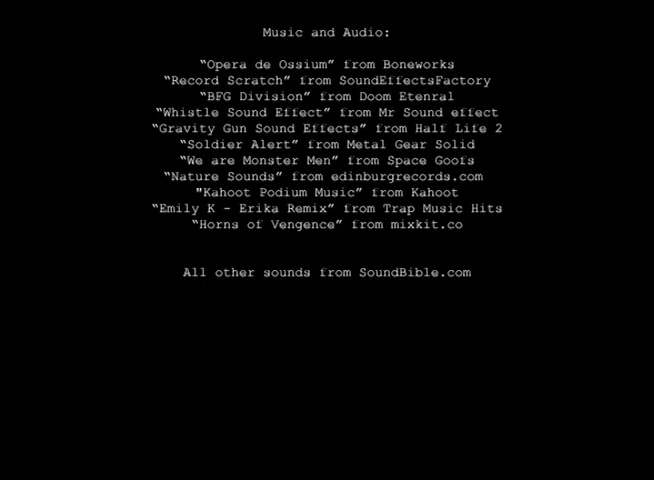 Music and Audio:
“Opera de Ossium” from Boneworks
“Record Scratch” from SoundEffectsFactory
“BFG Division” from Doom Etenral
“Whistle Sound Effect” from Mr Sound effect
“Gravity Gun Sound Effects” from Half Life 2
“Soldier Alert” from Metal Gear Solid
“We are Monster Men” from Space Goofs
“Nature Sounds” from edinburgrecords.com
"Kahoot Podium Music” from Kahoot
“Emily K - Erika Remix” from Trap Music Hits
“Horns of Vengence” from mixkit.co
All other sounds from SoundBible.com